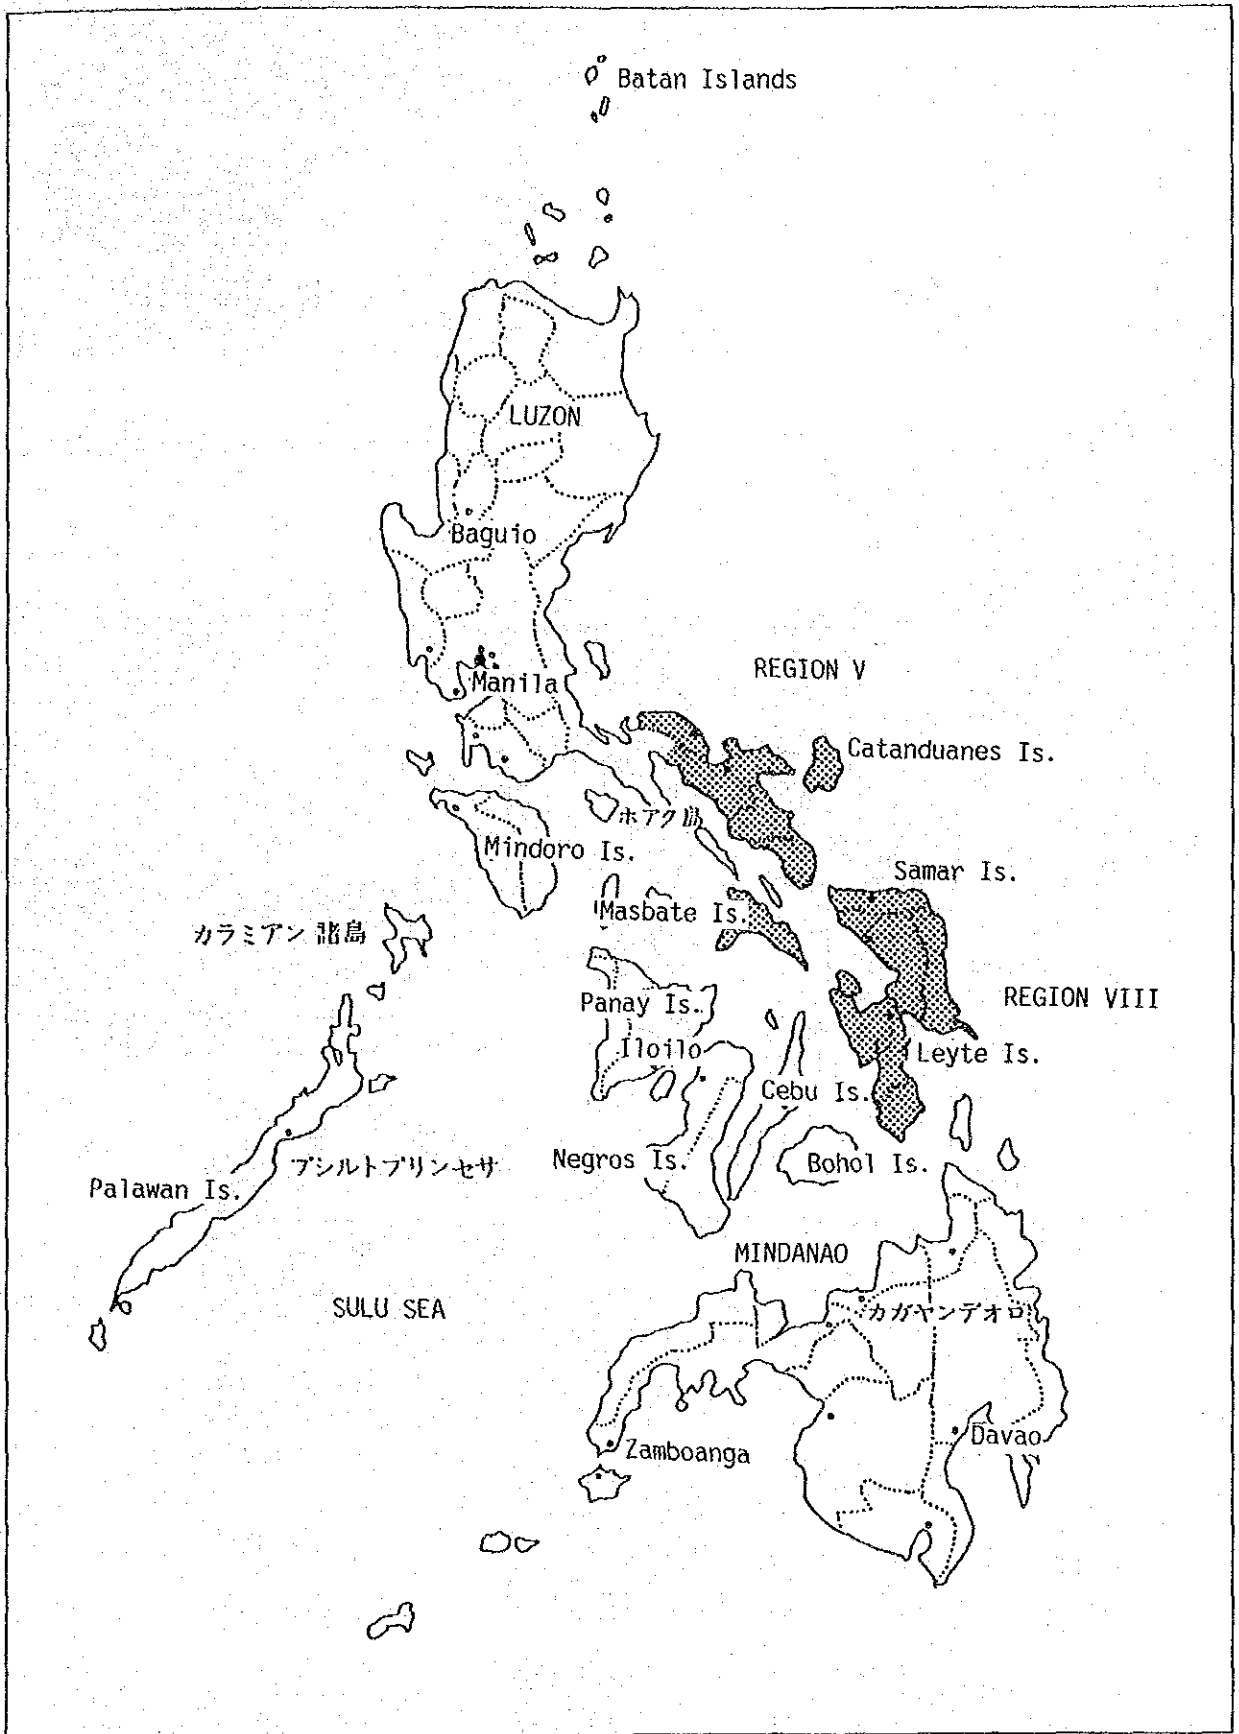 Batan Islands
LUZON
Baguio
REGION V
Manila
Catanduanes Is.
ホアク島
Mindoro Is.
Samar Is.
Masbate Is.
カラミアン諸島
Panay Is.
REGION VIII
Iloilo
Leyte Is.
Cebu Is.
Negros Is.
Bohol Is.
プシルトプリンセサ
Palawan Is.
MINDANAO
SULU SEA
カガヤンデオロ
Davao
Zamboanga